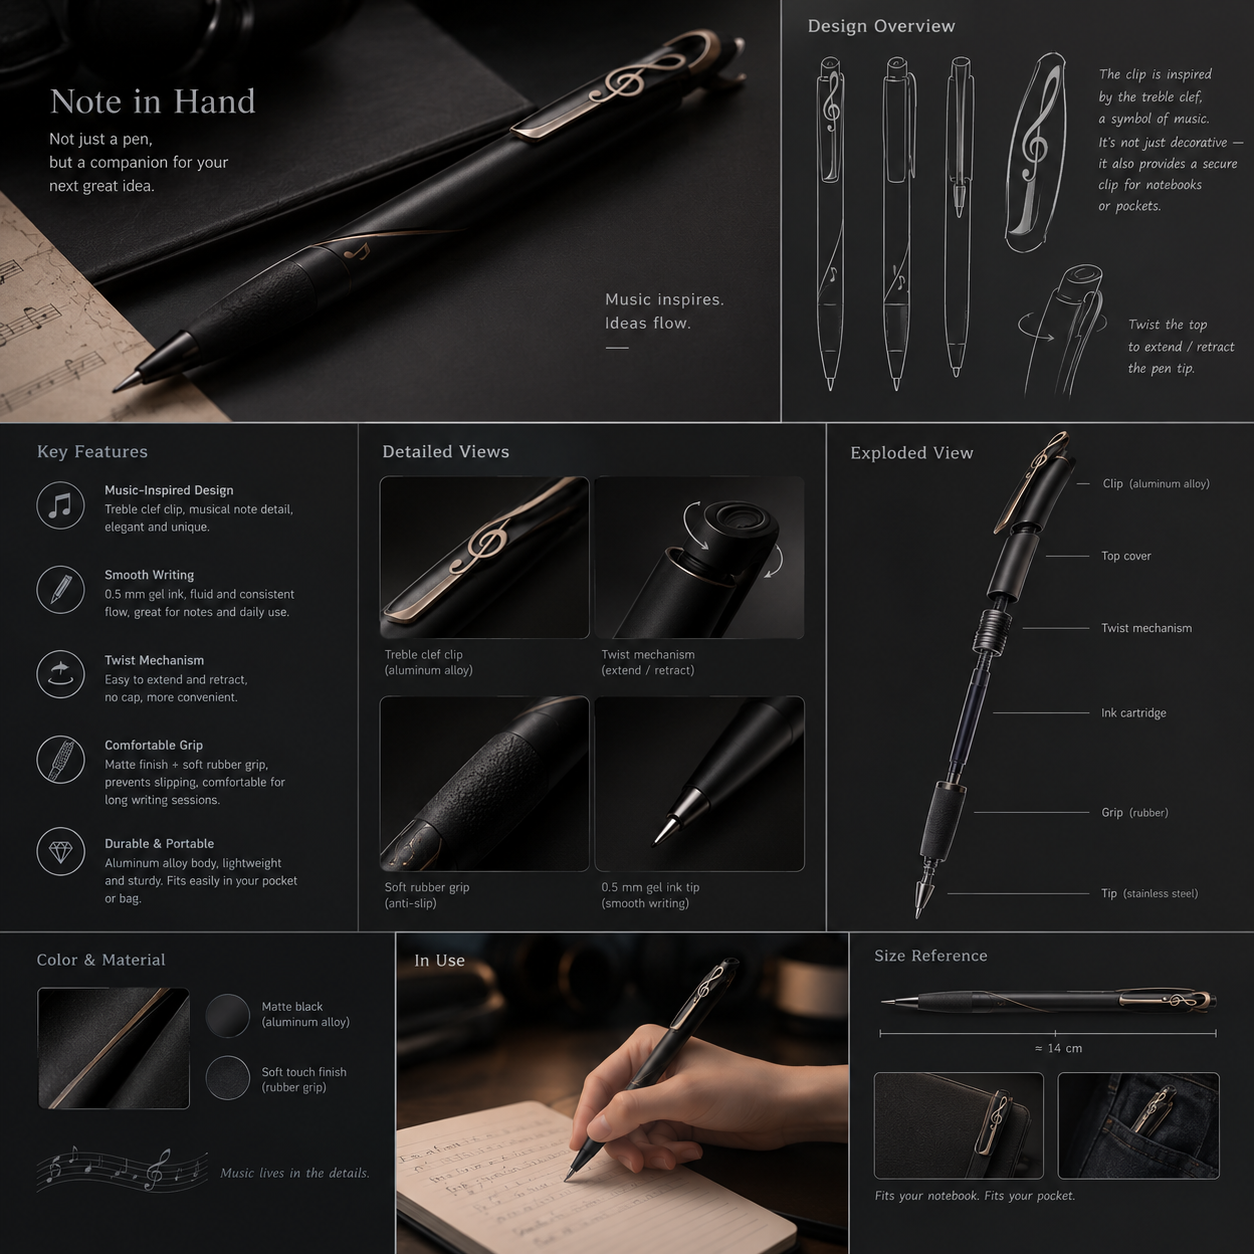 Note in Hand
Not just a pen,
but a companion for your
next great idea.
Music inspires.
Ideas flow.
Design Overview
The clip is inspired
by the treble clef,
a symbol of music.
It's not just decorative —
it also provides a secure
clip for notebooks
or pockets.
Twist the top
to extend / retract
the pen tip.
Key Features
Music-Inspired Design
Treble clef clip, musical note detail,
elegant and unique.
Smooth Writing
0.5 mm gel ink, fluid and consistent
flow, great for notes and daily use.
Twist Mechanism
Easy to extend and retract,
no cap, more convenient.
Comfortable Grip
Matte finish + soft rubber grip,
prevents slipping, comfortable for
long writing sessions.
Durable & Portable
Aluminum alloy body, lightweight
and sturdy. Fits easily in your pocket
or bag.
Detailed Views
Treble clef clip
(aluminum alloy)
Twist mechanism
(extend / retract)
Soft rubber grip
(anti-slip)
0.5 mm gel ink tip
(smooth writing)
Exploded View
Clip (aluminum alloy)
Top cover
Twist mechanism
Ink cartridge
Grip (rubber)
Tip (stainless steel)
Color & Material
Matte black
(aluminum alloy)
Soft touch finish
(rubber grip)
Music lives in the details.
In Use
Size Reference
≈ 14 cm
Fits your notebook. Fits your pocket.